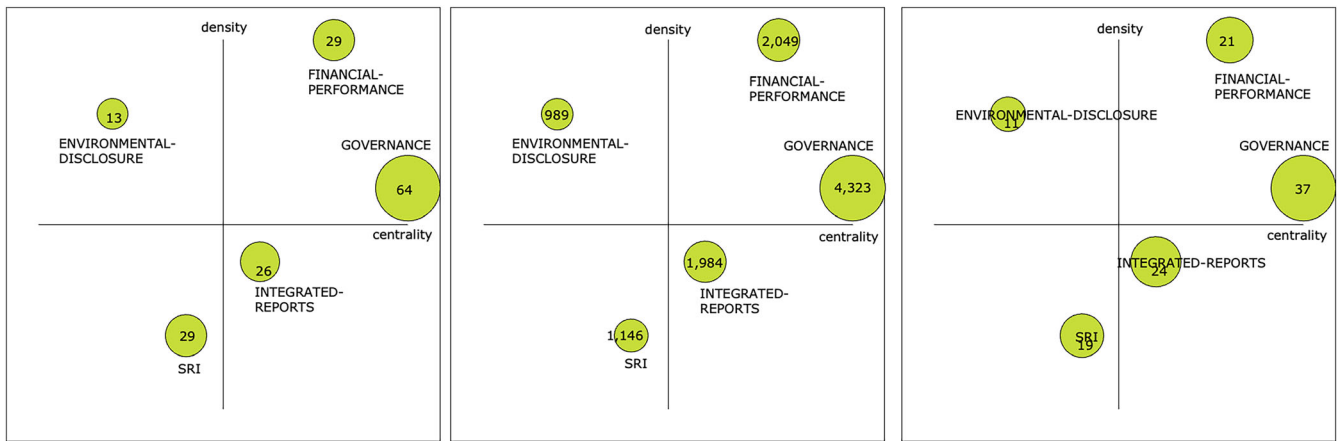 density
29
FINANCIAL-
PERFORMANCE
13
ENVIRONMENTAL-
DISCLOSURE
GOVERNANCE
64
centrality
26
INTEGRATED-
REPORTS
29
SRI
density
2,049
FINANCIAL-
PERFORMANCE
989
ENVIRONMENTAL-
DISCLOSURE
GOVERNANCE
4,323
centrality
1,984
INTEGRATED-
REPORTS
1,146
SRI
density
21
FINANCIAL-
PERFORMANCE
ENVIRONMENTAL-DISCLOSURE
11
GOVERNANCE
37
centrality
INTEGRATED-REPORTS
24
SRI
19